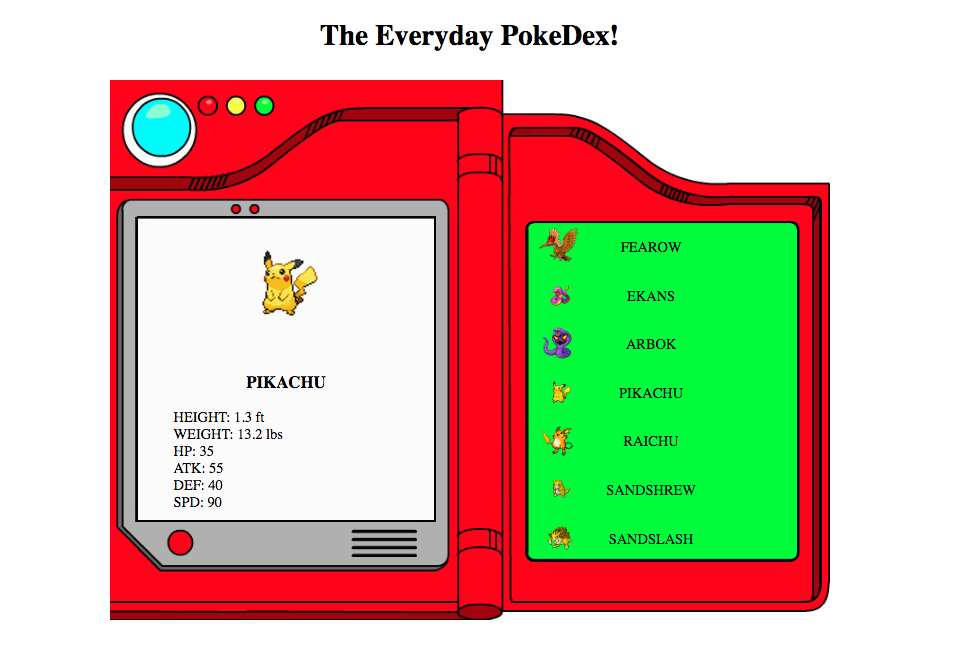 The Everyday PokeDex!
PIKACHU
HEIGHT: 1.3 ft
WEIGHT: 13.2 lbs
HP: 35
ATK: 55
DEF: 40
SPD: 90
FEAROW
EKANS
ARBOK
PIKACHU
RAICHU
SANDSHREW
SANDSLASH